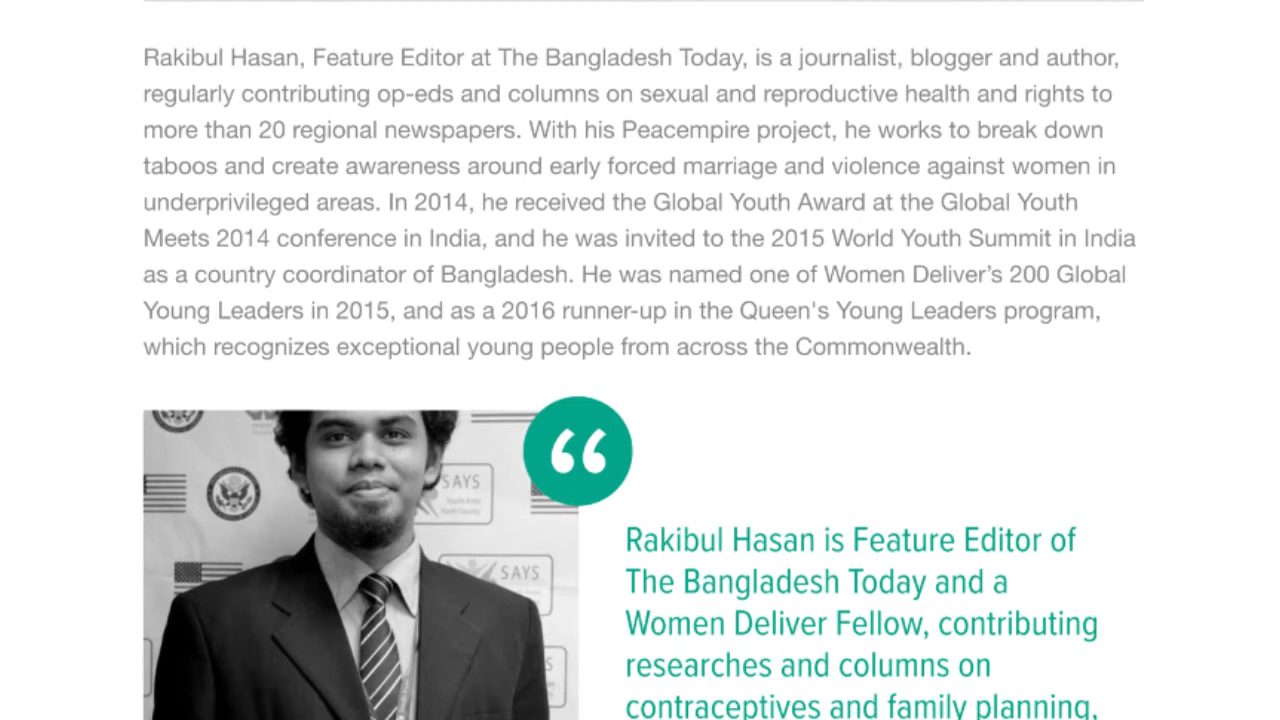 Rakibul Hasan, Feature Editor at The Bangladesh Today, is a journalist, blogger and author,
regularly contributing op-eds and columns on sexual and reproductive health and rights to
more than 20 regional newspapers. With his Peacempire project, he works to break down
taboos and create awareness around early forced marriage and violence against women in
underprivileged areas. In 2014, he received the Global Youth Award at the Global Youth
Meets 2014 conference in India, and he was invited to the 2015 World Youth Summit in India
as a country coordinator of Bangladesh. He was named one of Women Deliver’s 200 Global
Young Leaders in 2015, and as a 2016 runner-up in the Queen's Young Leaders program,
which recognizes exceptional young people from across the Commonwealth.
“
SAYS
SAYS
S
Rakibul Hasan is Feature Editor of
The Bangladesh Today and a
Women Deliver Fellow, contributing
researches and columns on
contraceptives and family planning,